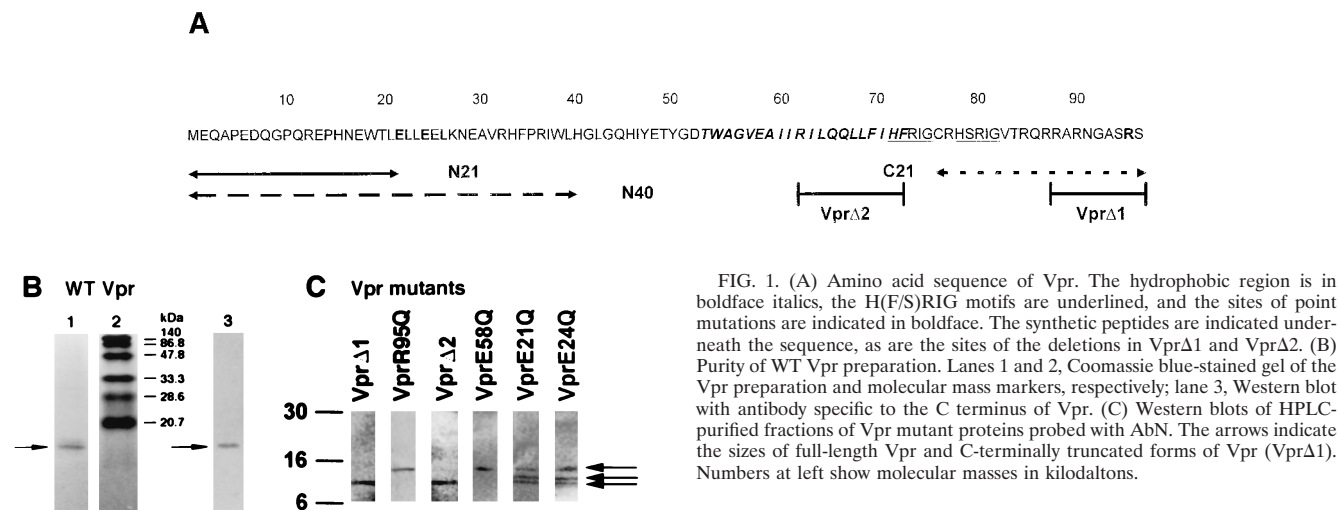 A
10 20 30 40 50 60 70 90
MEQAPEDQGPQREPHNEWTLELLEELKNEAVRHFPRIWLHGLGQHIYETYGDTWAGVEAIIRILQQLLFIHFRIGCRHSRIGVTRQRRARNGASRS
N21 C21
N40
VprΔ2 VprΔ1
B WT Vpr
1 2 kDa 3
140
86.8
47.8
33.3
28.6
20.7
C Vpr mutants
VprΔ1 VprR95Q VprΔ2 VprE58Q VprE21Q VprE24Q
30
16
6
FIG. 1. (A) Amino acid sequence of Vpr. The hydrophobic region is in
boldface italics, the H(F/S)RIG motifs are underlined, and the sites of point
mutations are indicated in boldface. The synthetic peptides are indicated under-
neath the sequence, as are the sites of the deletions in VprΔ1 and VprΔ2. (B)
Purity of WT Vpr preparation. Lanes 1 and 2, Coomassie blue-stained gel of the
Vpr preparation and molecular mass markers, respectively; lane 3, Western blot
with antibody specific to the C terminus of Vpr. (C) Western blots of HPLC-
purified fractions of Vpr mutant proteins probed with AbN. The arrows indicate
the sizes of full-length Vpr and C-terminally truncated forms of Vpr (VprΔ1).
Numbers at left show molecular masses in kilodaltons.